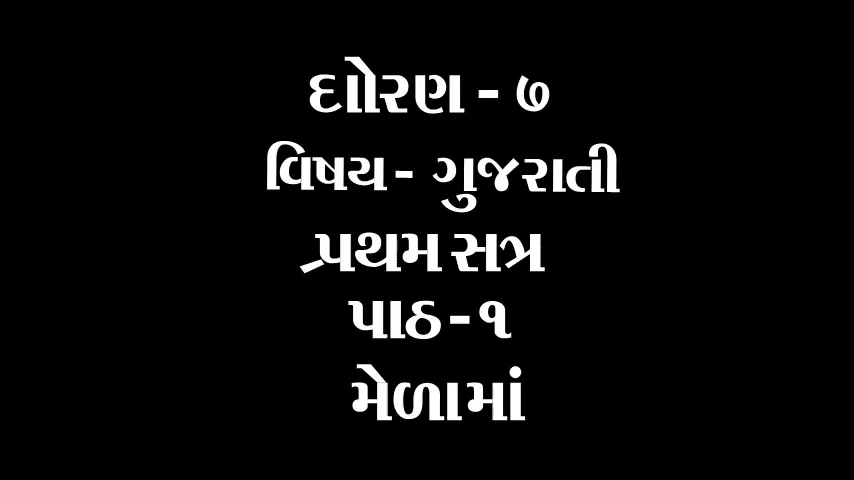 ધોરણ - ૭
વિષય - ગુજરાતી
પ્રથમ સત્ર
પાઠ - ૧
મેળામાં